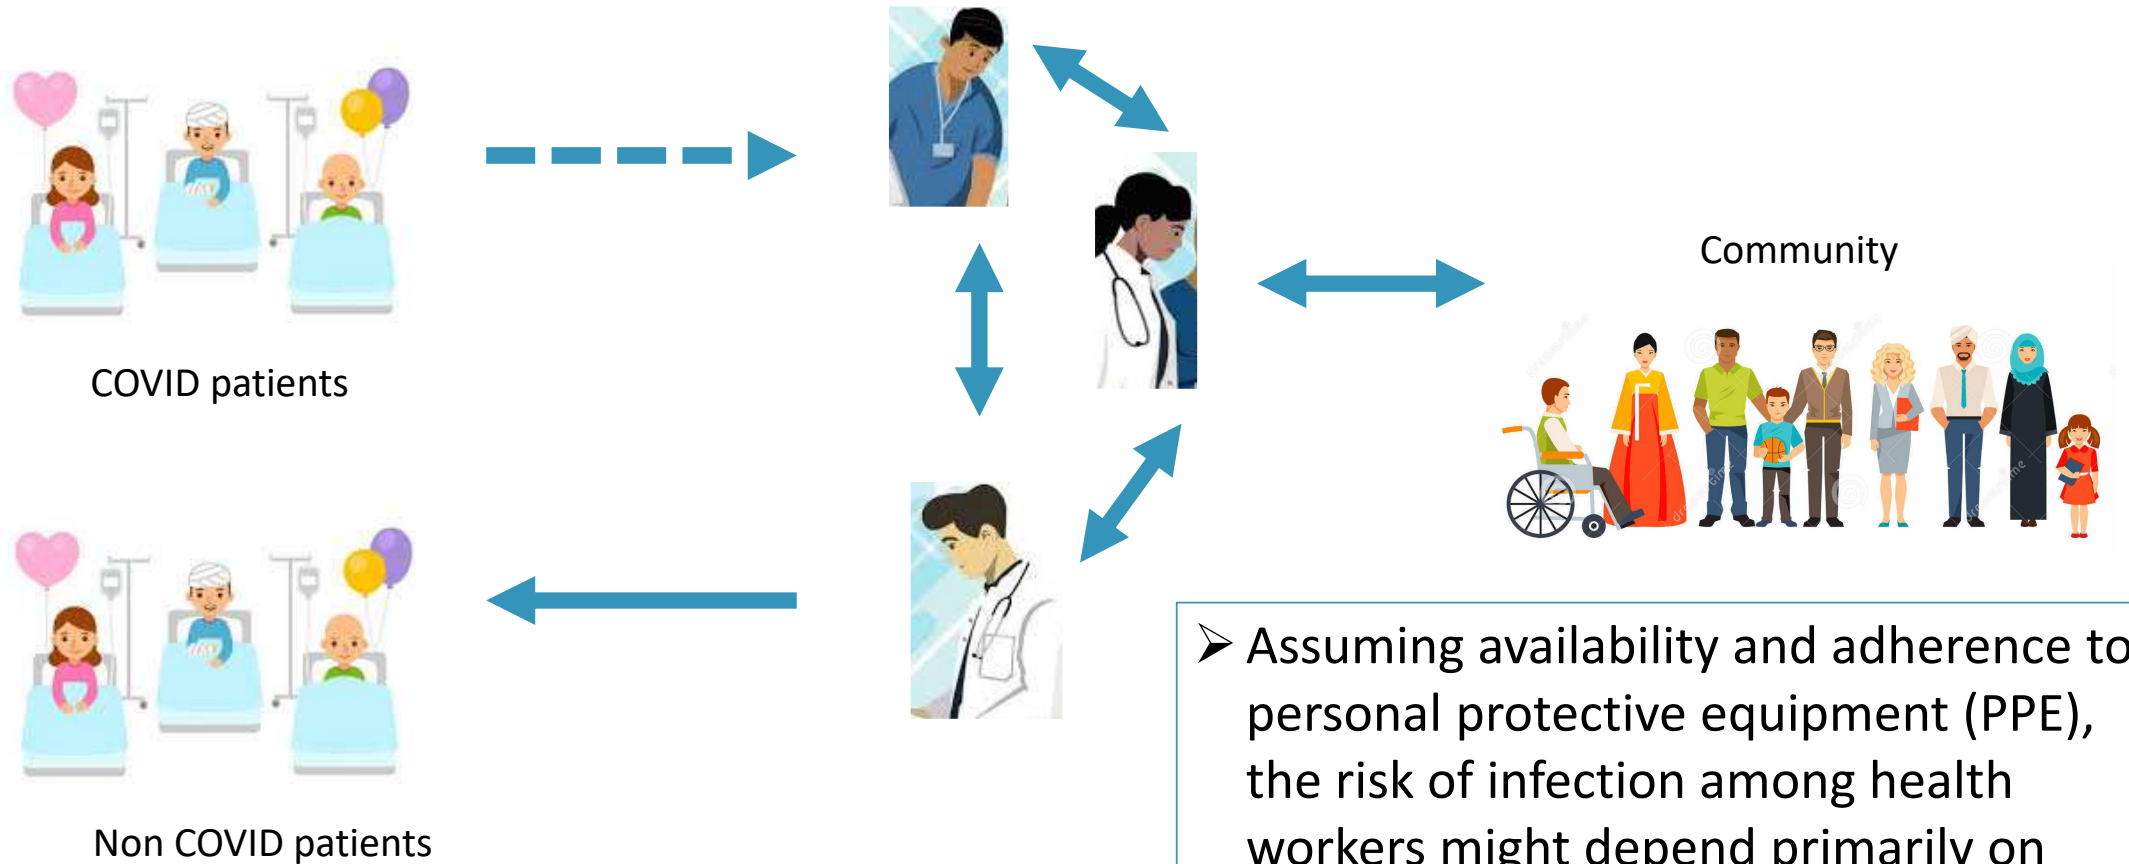 Community
COVID patients
Non COVID patients
➢ Assuming availability and adherence to
personal protective equipment (PPE),
the risk of infection among health
workers might depend primarily on